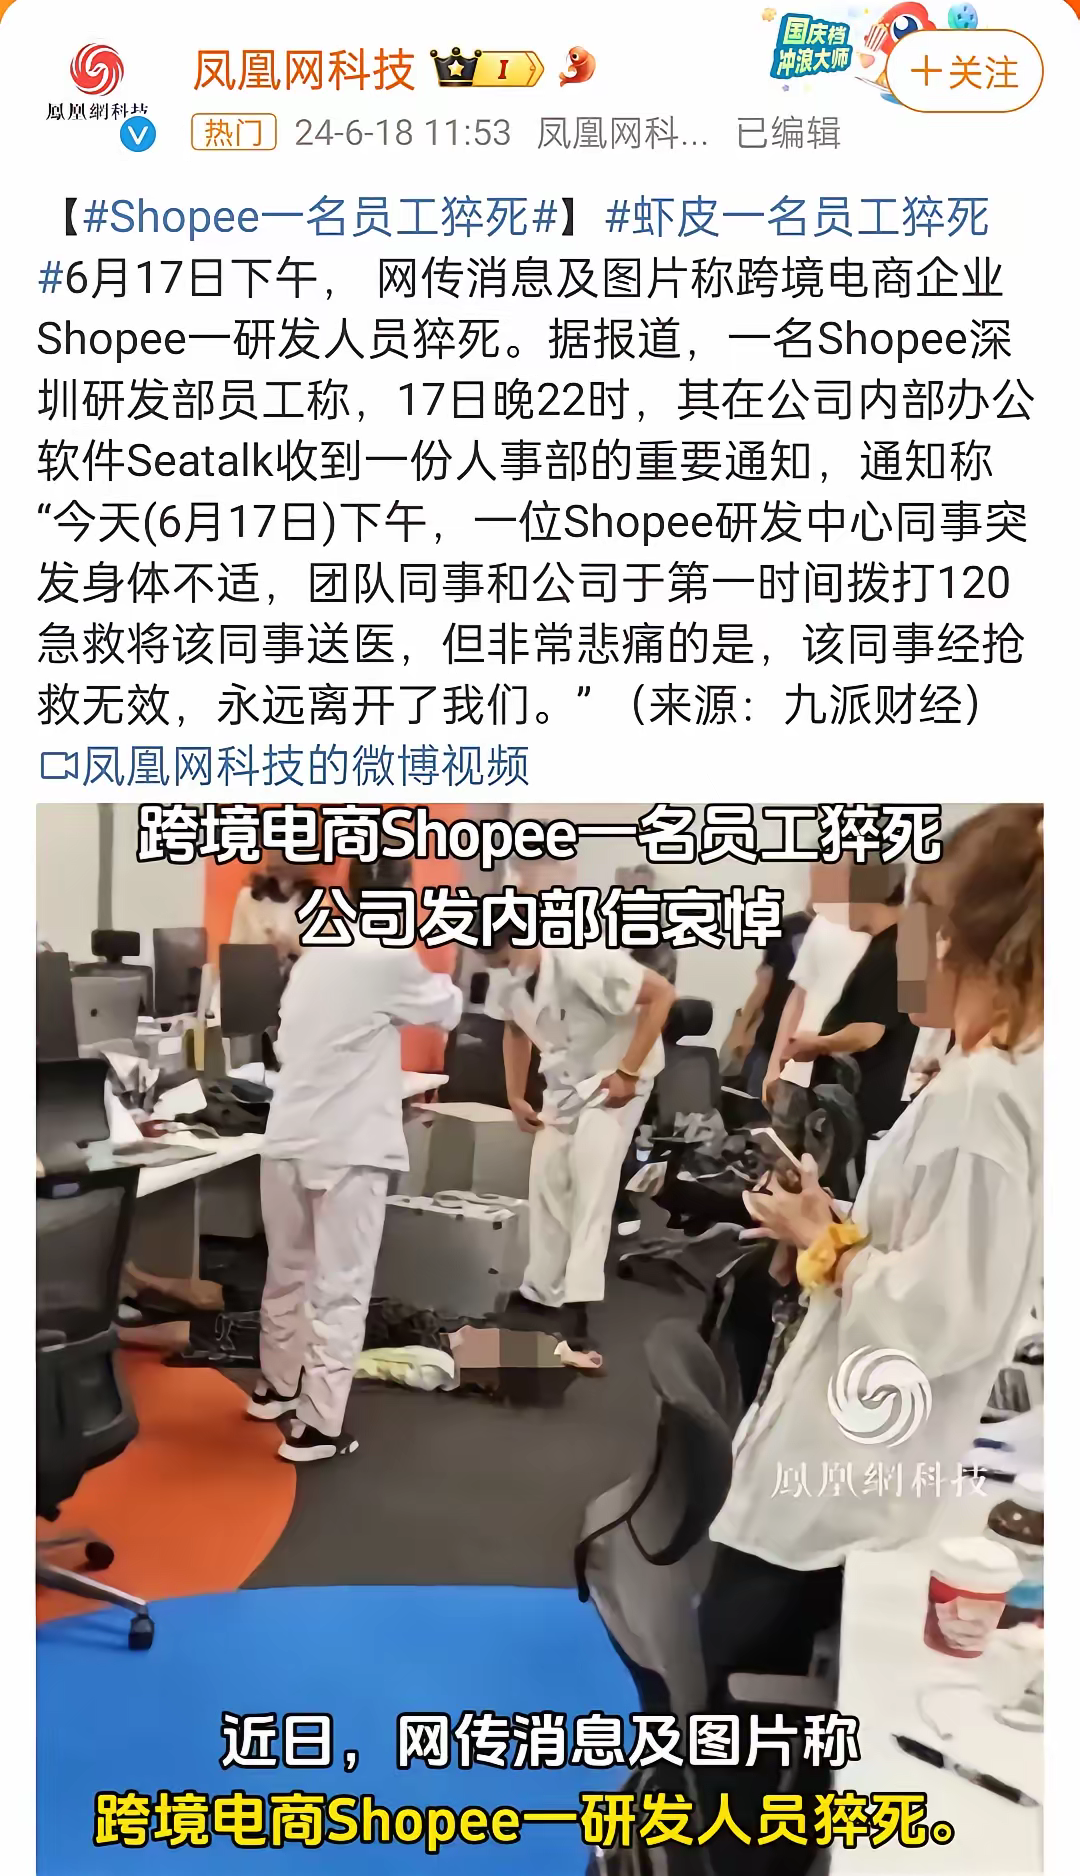 国庆档
冲浪大师
凤凰网科技
I
+关注
鳳凰網科技
热门 24-6-18 11:53 凤凰网科... 已编辑
【#Shopee一名员工猝死#】#虾皮一名员工猝死
#6月17日下午， 网传消息及图片称跨境电商企业
Shopee一研发人员猝死。据报道，一名Shopee深
圳研发部员工称，17日晚22时，其在公司内部办公
软件Seatalk收到一份人事部的重要通知，通知称
“今天(6月17日)下午，一位Shopee研发中心同事突
发身体不适，团队同事和公司于第一时间拨打120
急救将该同事送医，但非常悲痛的是，该同事经抢
救无效，永远离开了我们。”（来源：九派财经）
凤凰网科技的微博视频
跨境电商Shopee一名员工猝死
公司发内部信哀悼
鳳凰網科技
近日，网传消息及图片称
跨境电商Shopee一研发人员猝死。